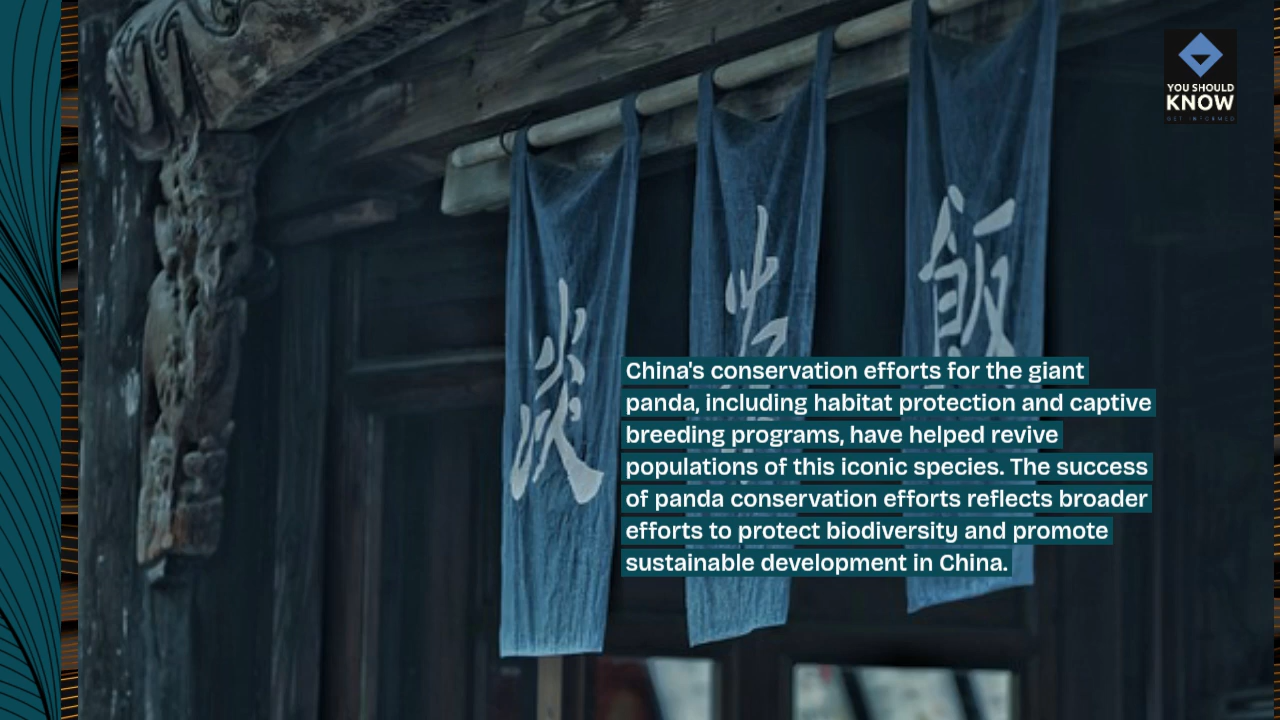 YOU SHOULD
KNOW
GET INFORMED
淡
飯
China's conservation efforts for the giant
panda, including habitat protection and captive
breeding programs, have helped revive
populations of this iconic species. The success
of panda conservation efforts reflects broader
efforts to protect biodiversity and promote
sustainable development in China.